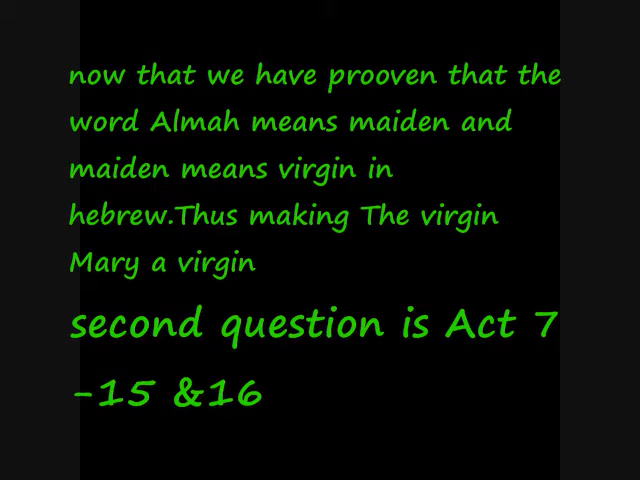 now that we have prooven that the
word Almah means maiden and
maiden means virgin in
hebrew.Thus making The virgin
Mary a virgin
second question is Act 7
-15 &16